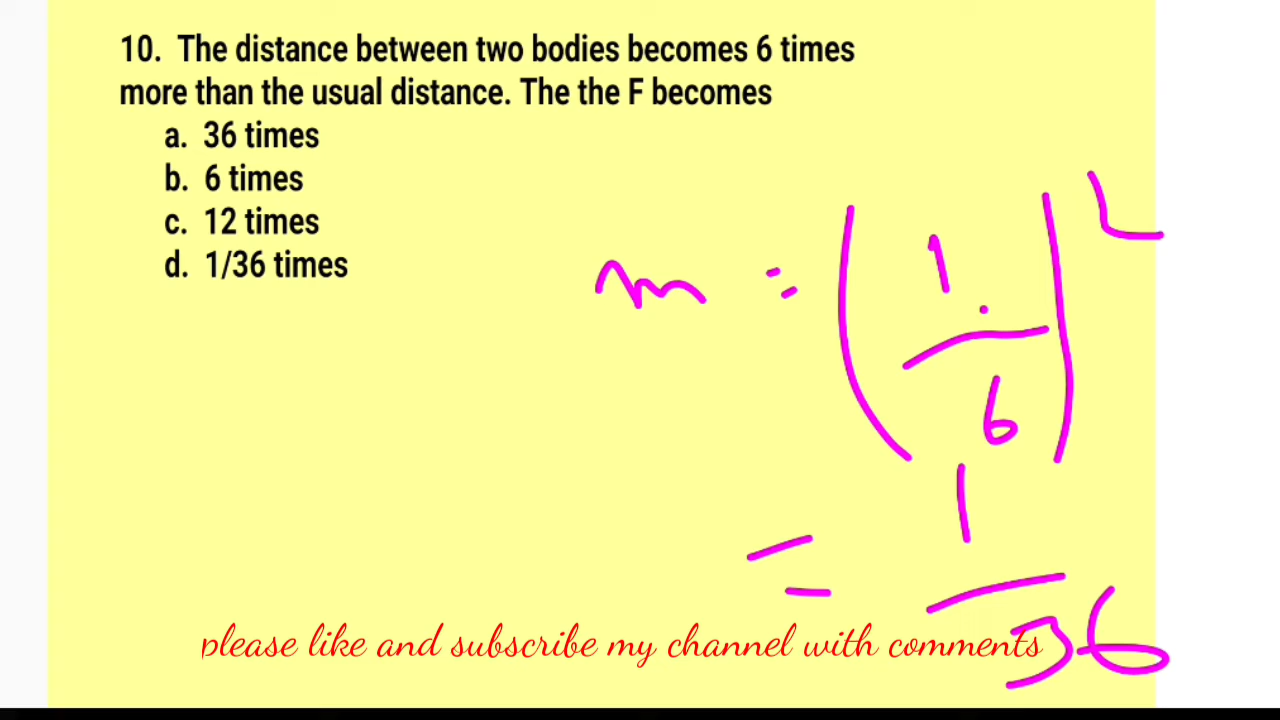 10. The distance between two bodies becomes 6 times
more than the usual distance. The the F becomes
a. 36 times
b. 6 times
c. 12 times
d. 1/36 times
m = (1/6)
= 1/36
please like and subscribe my channel with comments